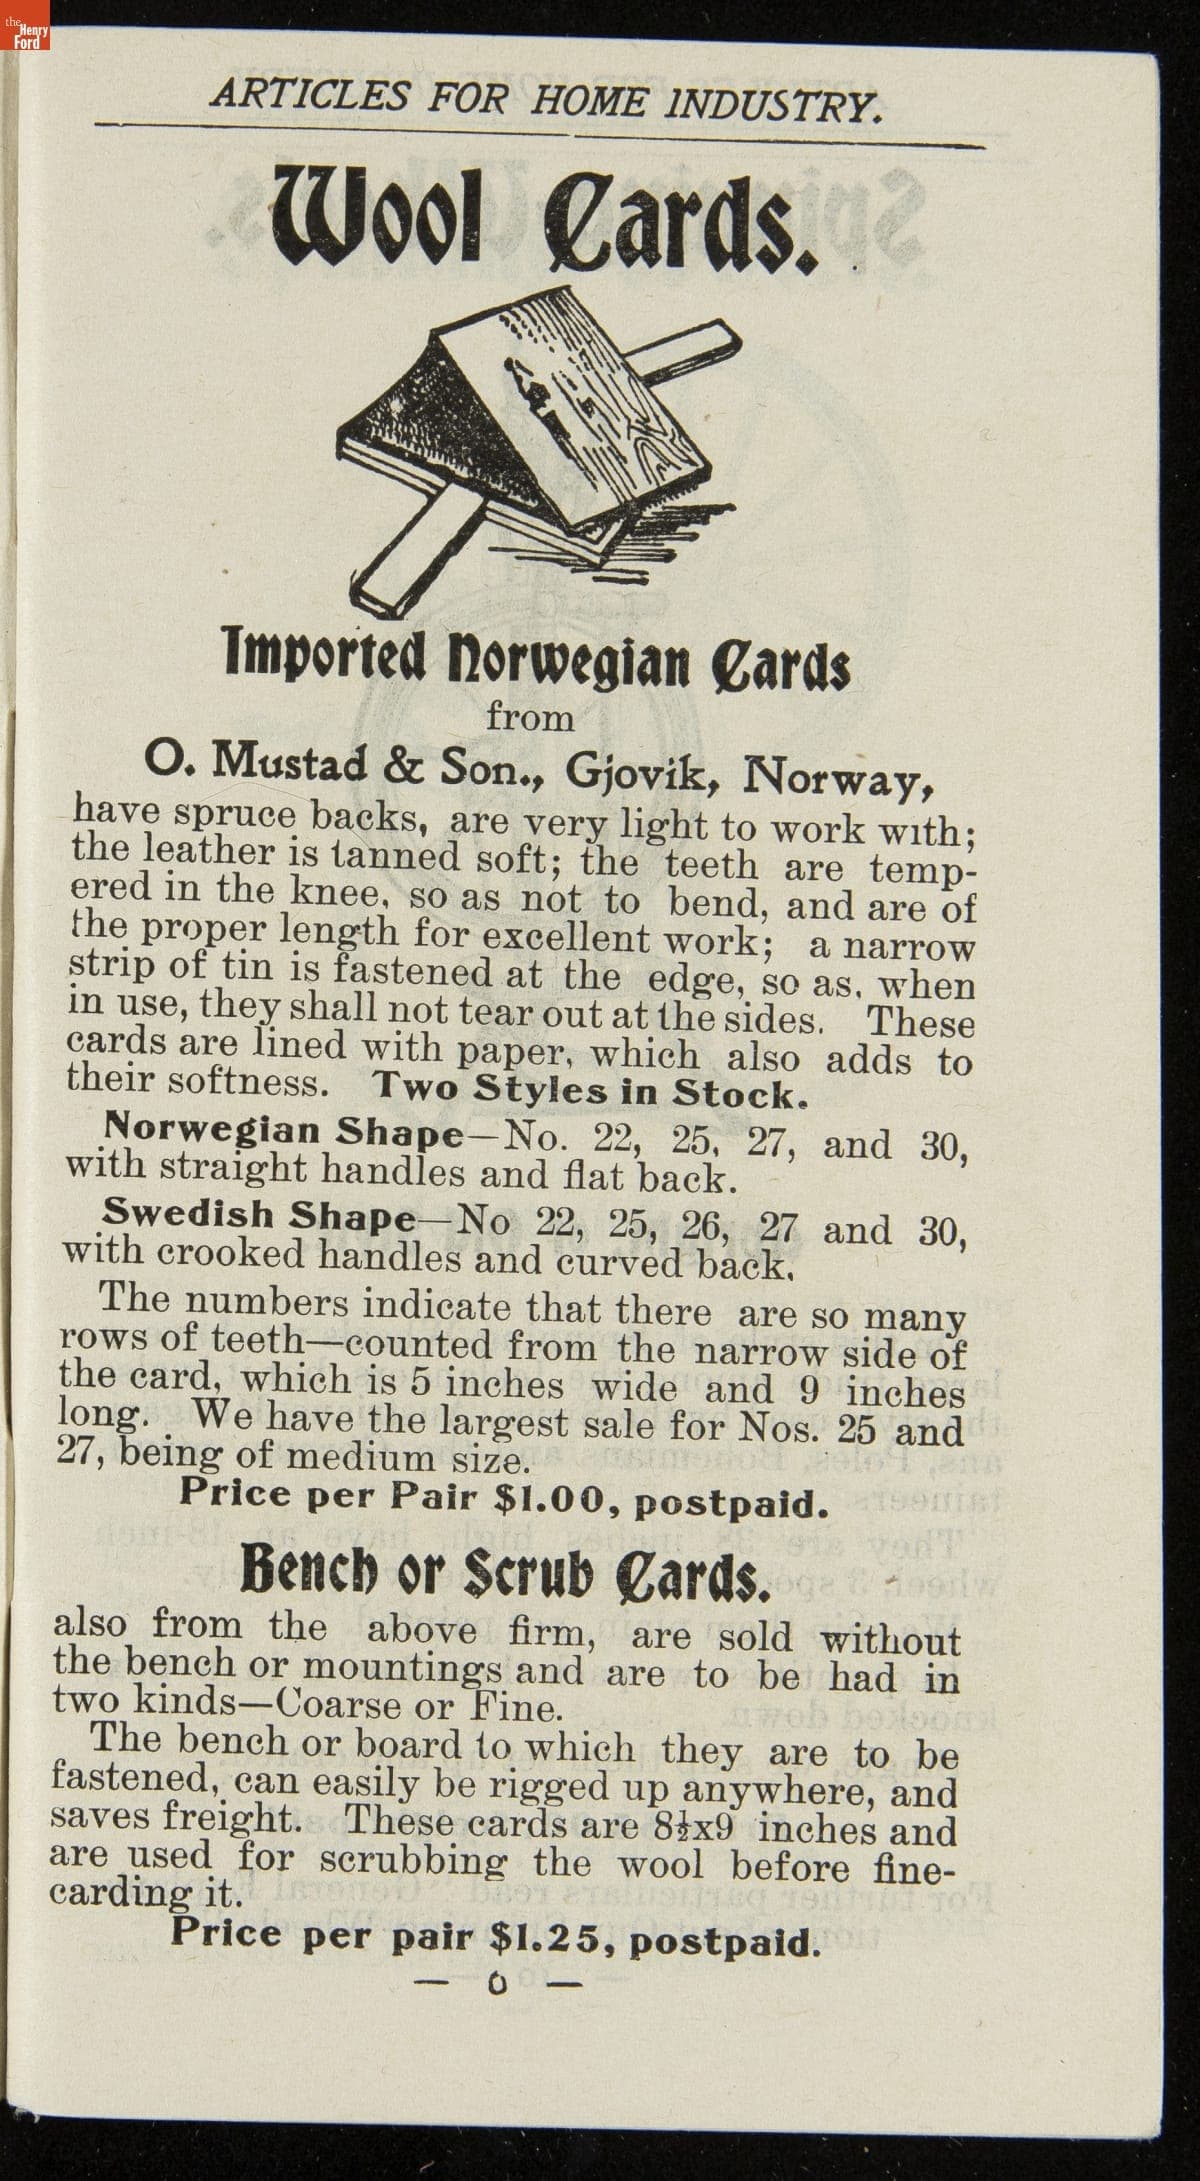 the
Henry
Ford
ARTICLES FOR HOME INDUSTRY.
Wool Cards.
Imported Norwegian Cards
from
O. Mustad & Son., Gjovik, Norway,
have spruce backs, are very light to work with;
the leather is tanned soft; the teeth are temp-
ered in the knee, so as not to bend, and are of
the proper length for excellent work; a narrow
strip of tin is fastened at the edge, so as, when
in use, they shall not tear out at the sides. These
cards are lined with paper, which also adds to
their softness. Two Styles in Stock.
Norwegian Shape—No. 22, 25, 27, and 30,
with straight handles and flat back.
Swedish Shape—No 22, 25, 26, 27 and 30,
with crooked handles and curved back.
The numbers indicate that there are so many
rows of teeth—counted from the narrow side of
the card, which is 5 inches wide and 9 inches
long. We have the largest sale for Nos. 25 and
27, being of medium size.
Price per Pair $1.00, postpaid.
Bench or Scrub Cards.
also from the above firm, are sold without
the bench or mountings and are to be had in
two kinds—Coarse or Fine.
The bench or board to which they are to be
fastened, can easily be rigged up anywhere, and
saves freight. These cards are 8½x9 inches and
are used for scrubbing the wool before fine-
carding it.
Price per pair $1.25, postpaid.
— 0 —